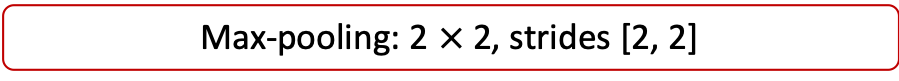 Max-pooling: 2 × 2, strides [2, 2]